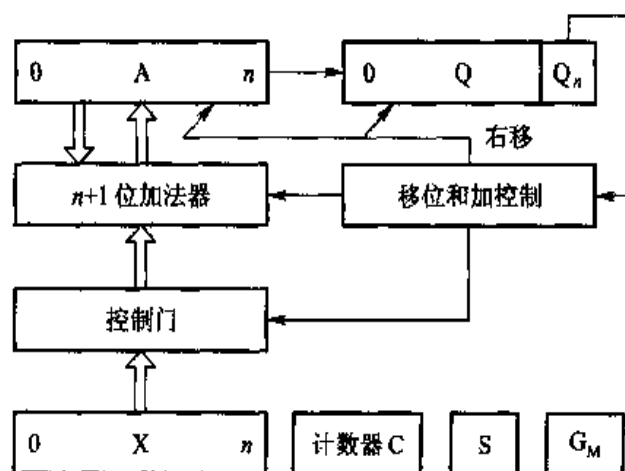 0 A n
0 Q Qn
右移
n+1 位加法器
移位和加控制
控制门
0 X n
计数器 C
S
GM